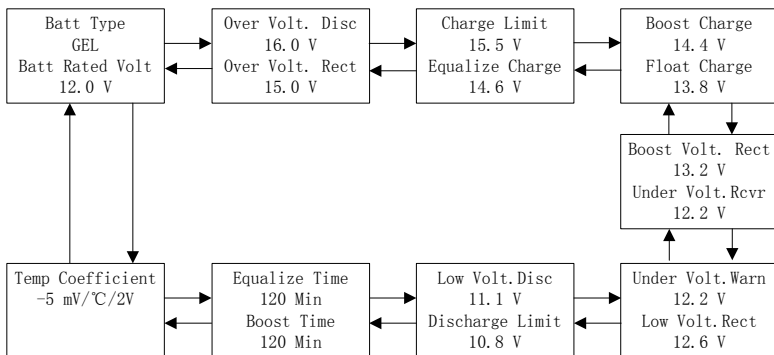 Batt Type
GEL
Batt Rated Volt
12.0 V
Over Volt. Disc
16.0 V
Over Volt. Rect
15.0 V
Charge Limit
15.5 V
Equalize Charge
14.6 V
Boost Charge
14.4 V
Float Charge
13.8 V
Boost Volt. Rect
13.2 V
Under Volt.Rcvr
12.2 V
Temp Coefficient
-5 mV/℃/2V
Equalize Time
120 Min
Boost Time
120 Min
Low Volt.Disc
11.1 V
Discharge Limit
10.8 V
Under Volt.Warn
12.2 V
Low Volt.Rect
12.6 V